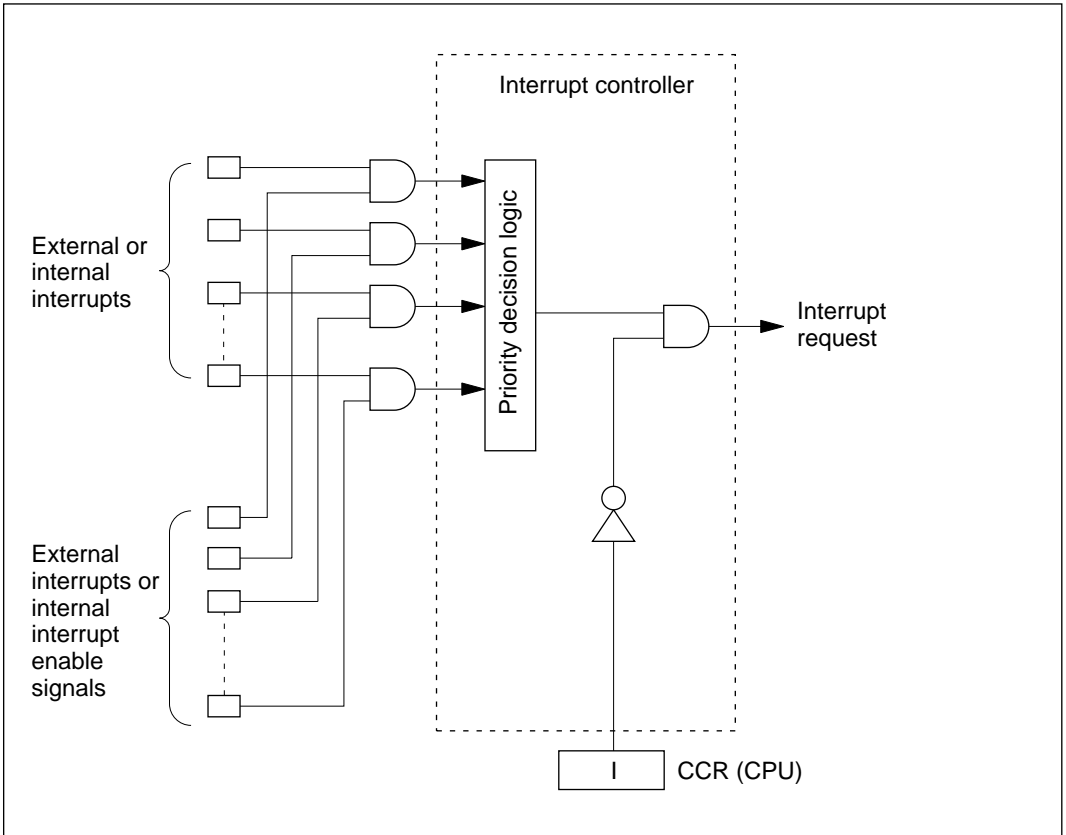 Interrupt controller
External or
internal
interrupts
Priority decision logic
Interrupt
request
External
interrupts or
internal
interrupt
enable
signals
I
CCR (CPU)